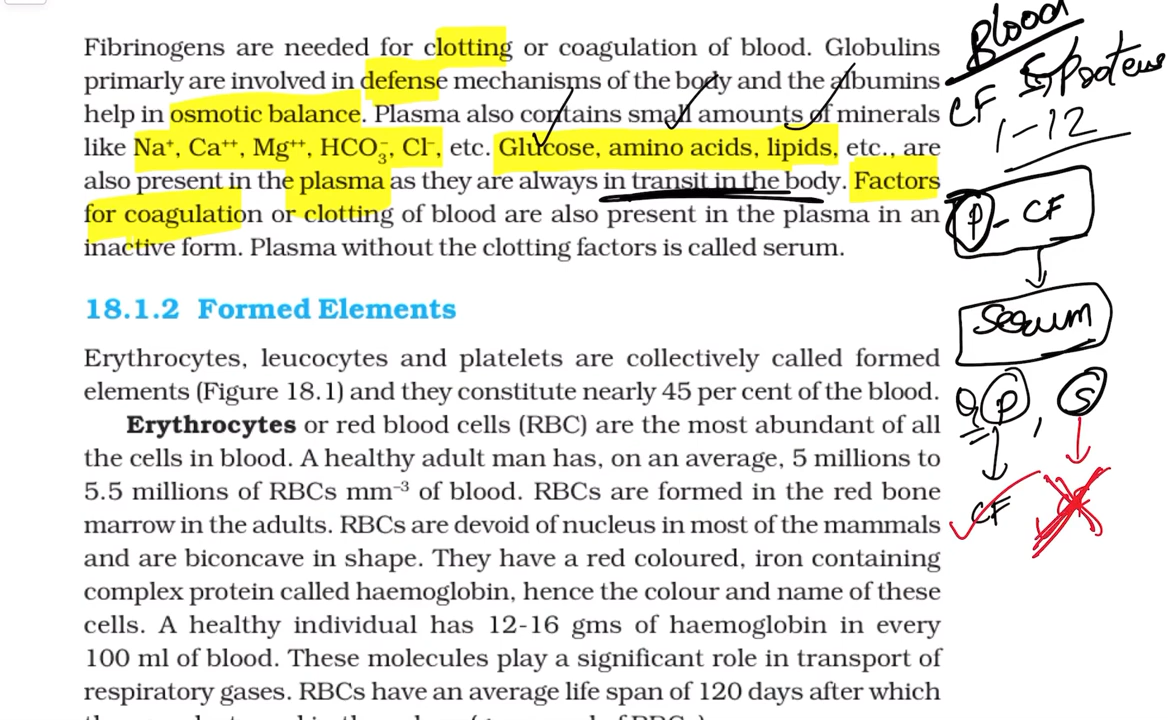 Fibrinogens are needed for clotting or coagulation of blood. Globulins
primarly are involved in defense mechanisms of the body and the albumins
help in osmotic balance. Plasma also contains small amounts of minerals
like Na⁺, Ca⁺⁺, Mg⁺⁺, HCO₃⁻, Cl⁻, etc. Glucose, amino acids, lipids, etc., are
also present in the plasma as they are always in transit in the body. Factors
for coagulation or clotting of blood are also present in the plasma in an
inactive form. Plasma without the clotting factors is called serum.
18.1.2 Formed Elements
Erythrocytes, leucocytes and platelets are collectively called formed
elements (Figure 18.1) and they constitute nearly 45 per cent of the blood.
Erythrocytes or red blood cells (RBC) are the most abundant of all
the cells in blood. A healthy adult man has, on an average, 5 millions to
5.5 millions of RBCs mm⁻³ of blood. RBCs are formed in the red bone
marrow in the adults. RBCs are devoid of nucleus in most of the mammals
and are biconcave in shape. They have a red coloured, iron containing
complex protein called haemoglobin, hence the colour and name of these
cells. A healthy individual has 12-16 gms of haemoglobin in every
100 ml of blood. These molecules play a significant role in transport of
respiratory gases. RBCs have an average life span of 120 days after which
Blood
CF
1-12
P - CF
Serum
P , S
CF